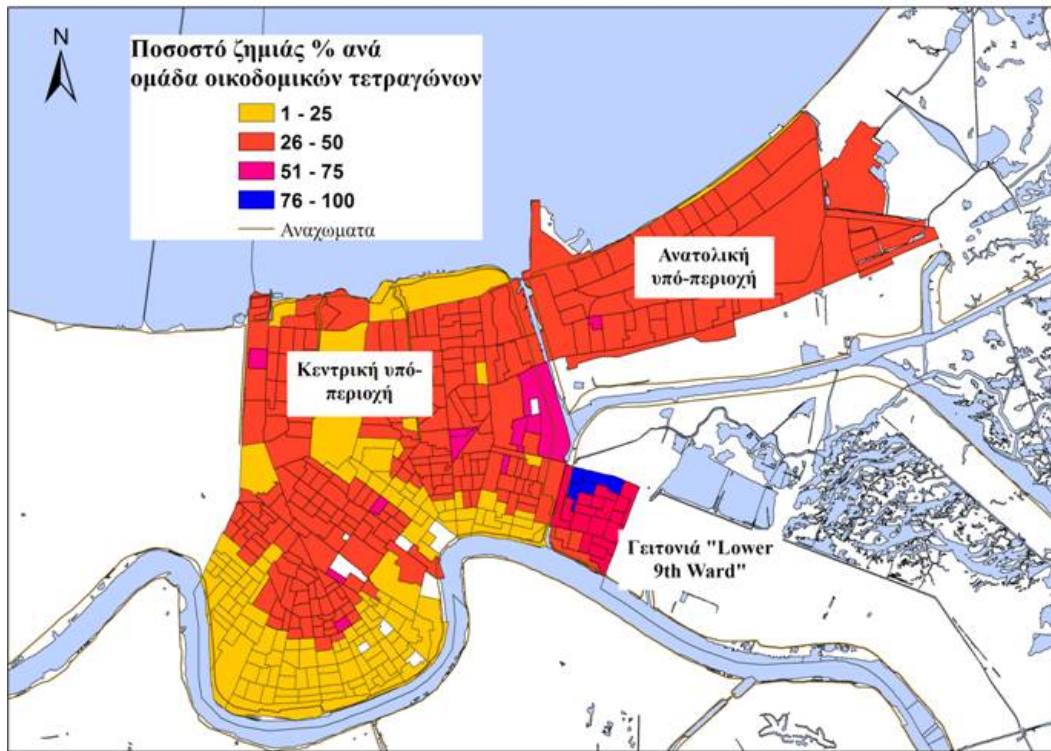 N
Ποσοστό ζημιάς % ανά
ομάδα οικοδομικών τετραγώνων
1 - 25
26 - 50
51 - 75
76 - 100
Αναχωματα
Ανατολική
υπό-περιοχή
Κεντρική υπό-
περιοχή
Γειτονιά "Lower
9th Ward"